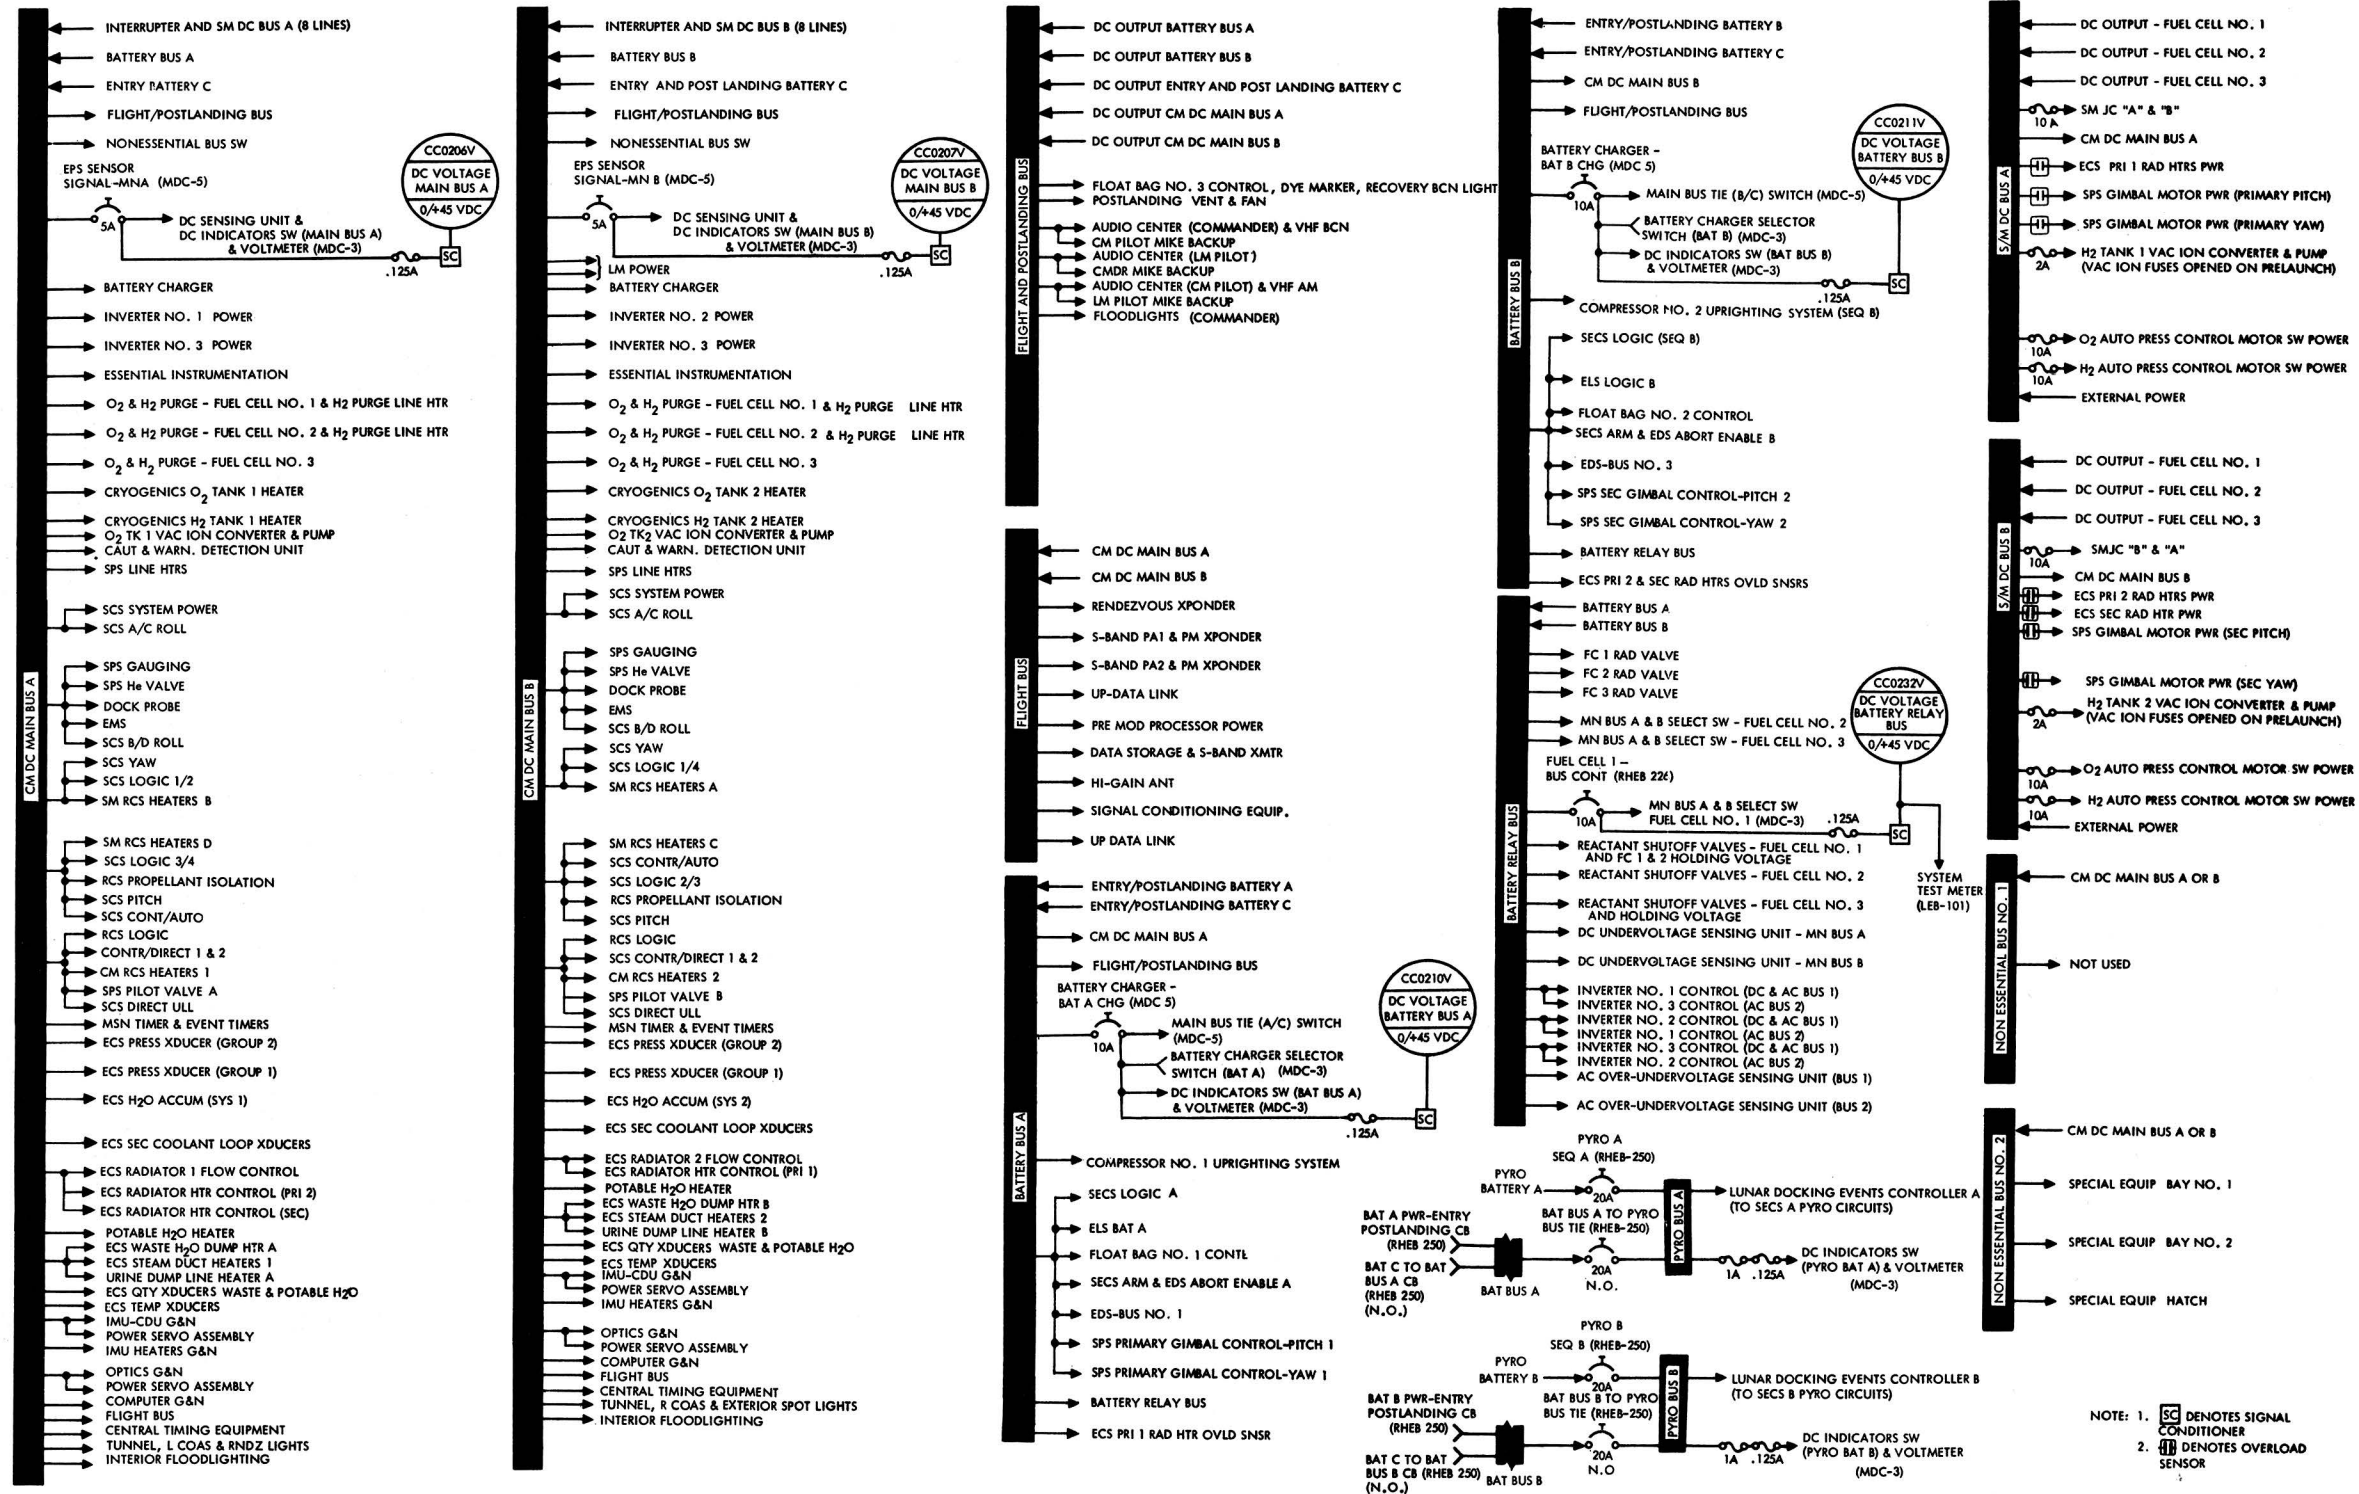 CM DC MAIN BUS A
INTERRUPTER AND SM DC BUS A (8 LINES)
BATTERY BUS A
ENTRY BATTERY C
FLIGHT/POSTLANDING BUS
NONESSENTIAL BUS SW
EPS SENSOR
SIGNAL-MNA (MDC-5)
5A
DC SENSING UNIT &
DC INDICATORS SW (MAIN BUS A)
& VOLTMETER (MDC-3)
.125A
SC
CC0206V
DC VOLTAGE
MAIN BUS A
0/+45 VDC
BATTERY CHARGER
INVERTER NO. 1 POWER
INVERTER NO. 3 POWER
ESSENTIAL INSTRUMENTATION
O2 & H2 PURGE - FUEL CELL NO. 1 & H2 PURGE LINE HTR
O2 & H2 PURGE - FUEL CELL NO. 2 & H2 PURGE LINE HTR
O2 & H2 PURGE - FUEL CELL NO. 3
CRYOGENICS O2 TANK 1 HEATER
CRYOGENICS H2 TANK 1 HEATER
O2 TK 1 VAC ION CONVERTER & PUMP
CAUT & WARN. DETECTION UNIT
SPS LINE HTRS
SCS SYSTEM POWER
SCS A/C ROLL
SPS GAUGING
SPS He VALVE
DOCK PROBE
EMS
SCS B/D ROLL
SCS YAW
SCS LOGIC 1/2
SM RCS HEATERS B
SM RCS HEATERS D
SCS LOGIC 3/4
RCS PROPELLANT ISOLATION
SCS PITCH
SCS CONT/AUTO
RCS LOGIC
CONTR/DIRECT 1 & 2
CM RCS HEATERS 1
SPS PILOT VALVE A
SCS DIRECT ULL
MSN TIMER & EVENT TIMERS
ECS PRESS XDUCER (GROUP 2)
ECS PRESS XDUCER (GROUP 1)
ECS H2O ACCUM (SYS 1)
ECS SEC COOLANT LOOP XDUCERS
ECS RADIATOR 1 FLOW CONTROL
ECS RADIATOR HTR CONTROL (PRI 2)
ECS RADIATOR HTR CONTROL (SEC)
POTABLE H2O HEATER
ECS WASTE H2O DUMP HTR A
ECS STEAM DUCT HEATERS 1
URINE DUMP LINE HEATER A
ECS QTY XDUCERS WASTE & POTABLE H2O
ECS TEMP XDUCERS
IMU-CDU G&N
POWER SERVO ASSEMBLY
IMU HEATERS G&N
OPTICS G&N
POWER SERVO ASSEMBLY
COMPUTER G&N
FLIGHT BUS
CENTRAL TIMING EQUIPMENT
TUNNEL, L COAS & RNDZ LIGHTS
INTERIOR FLOODLIGHTING
CM DC MAIN BUS B
INTERRUPTER AND SM DC BUS B (8 LINES)
BATTERY BUS B
ENTRY AND POST LANDING BATTERY C
FLIGHT/POSTLANDING BUS
NONESSENTIAL BUS SW
EPS SENSOR
SIGNAL-MN B (MDC-5)
5A
DC SENSING UNIT &
DC INDICATORS SW (MAIN BUS B)
& VOLTMETER (MDC-3)
.125A
SC
CC0207V
DC VOLTAGE
MAIN BUS B
0/+45 VDC
LM POWER
BATTERY CHARGER
INVERTER NO. 2 POWER
INVERTER NO. 3 POWER
ESSENTIAL INSTRUMENTATION
O2 & H2 PURGE - FUEL CELL NO. 1 & H2 PURGE LINE HTR
O2 & H2 PURGE - FUEL CELL NO. 2 & H2 PURGE LINE HTR
O2 & H2 PURGE - FUEL CELL NO. 3
CRYOGENICS O2 TANK 2 HEATER
CRYOGENICS H2 TANK 2 HEATER
O2 TK2 VAC ION CONVERTER & PUMP
CAUT & WARN. DETECTION UNIT
SPS LINE HTRS
SCS SYSTEM POWER
SCS A/C ROLL
SPS GAUGING
SPS He VALVE
DOCK PROBE
EMS
SCS B/D ROLL
SCS YAW
SCS LOGIC 1/4
SM RCS HEATERS A
SM RCS HEATERS C
SCS CONTR/AUTO
SCS LOGIC 2/3
RCS PROPELLANT ISOLATION
SCS PITCH
RCS LOGIC
SCS CONTR/DIRECT 1 & 2
CM RCS HEATERS 2
SPS PILOT VALVE B
SCS DIRECT ULL
MSN TIMER & EVENT TIMERS
ECS PRESS XDUCER (GROUP 2)
ECS PRESS XDUCER (GROUP 1)
ECS H2O ACCUM (SYS 2)
ECS SEC COOLANT LOOP XDUCERS
ECS RADIATOR 2 FLOW CONTROL
ECS RADIATOR HTR CONTROL (PRI 1)
POTABLE H2O HEATER
ECS WASTE H2O DUMP HTR B
ECS STEAM DUCT HEATERS 2
URINE DUMP LINE HEATER B
ECS QTY XDUCERS WASTE & POTABLE H2O
ECS TEMP XDUCERS
IMU-CDU G&N
POWER SERVO ASSEMBLY
IMU HEATERS G&N
OPTICS G&N
POWER SERVO ASSEMBLY
COMPUTER G&N
FLIGHT BUS
CENTRAL TIMING EQUIPMENT
TUNNEL, R COAS & EXTERIOR SPOT LIGHTS
INTERIOR FLOODLIGHTING
FLIGHT AND POSTLANDING BUS
DC OUTPUT BATTERY BUS A
DC OUTPUT BATTERY BUS B
DC OUTPUT ENTRY AND POST LANDING BATTERY C
DC OUTPUT CM DC MAIN BUS A
DC OUTPUT CM DC MAIN BUS B
FLOAT BAG NO. 3 CONTROL, DYE MARKER, RECOVERY BCN LIGHT
POSTLANDING VENT & FAN
AUDIO CENTER (COMMANDER) & VHF BCN
CM PILOT MIKE BACKUP
AUDIO CENTER (LM PILOT)
CMDR MIKE BACKUP
AUDIO CENTER (CM PILOT) & VHF AM
LM PILOT MIKE BACKUP
FLOODLIGHTS (COMMANDER)
FLIGHT BUS
CM DC MAIN BUS A
CM DC MAIN BUS B
RENDEZVOUS XPONDER
S-BAND PA1 & PM XPONDER
S-BAND PA2 & PM XPONDER
UP-DATA LINK
PRE MOD PROCESSOR POWER
DATA STORAGE & S-BAND XMTR
HI-GAIN ANT
SIGNAL CONDITIONING EQUIP.
UP DATA LINK
BATTERY BUS A
ENTRY/POSTLANDING BATTERY A
ENTRY/POSTLANDING BATTERY C
CM DC MAIN BUS A
FLIGHT/POSTLANDING BUS
BATTERY CHARGER -
BAT A CHG (MDC 5)
10A
MAIN BUS TIE (A/C) SWITCH
(MDC-5)
BATTERY CHARGER SELECTOR
SWITCH (BAT A) (MDC-3)
DC INDICATORS SW (BAT BUS A)
& VOLTMETER (MDC-3)
.125A
SC
CC0210V
DC VOLTAGE
BATTERY BUS A
0/+45 VDC
COMPRESSOR NO. 1 UPRIGHTING SYSTEM
SECS LOGIC A
ELS BAT A
FLOAT BAG NO. 1 CONTL
SECS ARM & EDS ABORT ENABLE A
EDS-BUS NO. 1
SPS PRIMARY GIMBAL CONTROL-PITCH 1
SPS PRIMARY GIMBAL CONTROL-YAW 1
BATTERY RELAY BUS
ECS PRI 1 RAD HTR OVLD SNSR
BATTERY BUS B
ENTRY/POSTLANDING BATTERY B
ENTRY/POSTLANDING BATTERY C
CM DC MAIN BUS B
FLIGHT/POSTLANDING BUS
BATTERY CHARGER -
BAT B CHG (MDC 5)
10A
MAIN BUS TIE (B/C) SWITCH (MDC-5)
BATTERY CHARGER SELECTOR
SWITCH (BAT B) (MDC-3)
DC INDICATORS SW (BAT BUS B)
& VOLTMETER (MDC-3)
.125A
SC
CC0211V
DC VOLTAGE
BATTERY BUS B
0/+45 VDC
COMPRESSOR NO. 2 UPRIGHTING SYSTEM (SEQ B)
SECS LOGIC (SEQ B)
ELS LOGIC B
FLOAT BAG NO. 2 CONTROL
SECS ARM & EDS ABORT ENABLE B
EDS-BUS NO. 3
SPS SEC GIMBAL CONTROL-PITCH 2
SPS SEC GIMBAL CONTROL-YAW 2
BATTERY RELAY BUS
ECS PRI 2 & SEC RAD HTRS OVLD SNSRS
BATTERY RELAY BUS
BATTERY BUS A
BATTERY BUS B
FC 1 RAD VALVE
FC 2 RAD VALVE
FC 3 RAD VALVE
MN BUS A & B SELECT SW - FUEL CELL NO. 2
MN BUS A & B SELECT SW - FUEL CELL NO. 3
FUEL CELL 1 -
BUS CONT (RHEB 226)
10A
MN BUS A & B SELECT SW
FUEL CELL NO. 1 (MDC-3)
.125A
SC
CC0232V
DC VOLTAGE
BATTERY RELAY
BUS
0/+45 VDC
SYSTEM
TEST METER
(LEB-101)
REACTANT SHUTOFF VALVES - FUEL CELL NO. 1
AND FC 1 & 2 HOLDING VOLTAGE
REACTANT SHUTOFF VALVES - FUEL CELL NO. 2
REACTANT SHUTOFF VALVES - FUEL CELL NO. 3
AND HOLDING VOLTAGE
DC UNDERVOLTAGE SENSING UNIT - MN BUS A
DC UNDERVOLTAGE SENSING UNIT - MN BUS B
INVERTER NO. 1 CONTROL (DC & AC BUS 1)
INVERTER NO. 3 CONTROL (AC BUS 2)
INVERTER NO. 2 CONTROL (DC & AC BUS 1)
INVERTER NO. 1 CONTROL (AC BUS 2)
INVERTER NO. 3 CONTROL (DC & AC BUS 1)
INVERTER NO. 2 CONTROL (AC BUS 2)
AC OVER-UNDERVOLTAGE SENSING UNIT (BUS 1)
AC OVER-UNDERVOLTAGE SENSING UNIT (BUS 2)
PYRO A
SEQ A (RHEB-250)
PYRO
BATTERY A
20A
PYRO BUS A
LUNAR DOCKING EVENTS CONTROLLER A
(TO SECS A PYRO CIRCUITS)
BAT A PWR-ENTRY
POSTLANDING CB
(RHEB 250)
BAT C TO BAT
BUS A CB
(RHEB 250)
(N.O.)
BAT BUS A
BAT BUS A TO PYRO
BUS TIE (RHEB-250)
20A
N.O.
1A .125A
DC INDICATORS SW
(PYRO BAT A) & VOLTMETER
(MDC-3)
PYRO B
SEQ B (RHEB-250)
PYRO
BATTERY B
20A
PYRO BUS B
LUNAR DOCKING EVENTS CONTROLLER B
(TO SECS B PYRO CIRCUITS)
BAT B PWR-ENTRY
POSTLANDING CB
(RHEB 250)
BAT C TO BAT
BUS B CB (RHEB 250)
(N.O.)
BAT BUS B
BAT BUS B TO PYRO
BUS TIE (RHEB-250)
20A
N.O
1A .125A
DC INDICATORS SW
(PYRO BAT B) & VOLTMETER
(MDC-3)
S/M DC BUS A
DC OUTPUT - FUEL CELL NO. 1
DC OUTPUT - FUEL CELL NO. 2
DC OUTPUT - FUEL CELL NO. 3
SM JC "A" & "B"
10 A
CM DC MAIN BUS A
ECS PRI 1 RAD HTRS PWR
SPS GIMBAL MOTOR PWR (PRIMARY PITCH)
SPS GIMBAL MOTOR PWR (PRIMARY YAW)
H2 TANK 1 VAC ION CONVERTER & PUMP
2A
(VAC ION FUSES OPENED ON PRELAUNCH)
O2 AUTO PRESS CONTROL MOTOR SW POWER
10A
H2 AUTO PRESS CONTROL MOTOR SW POWER
10A
EXTERNAL POWER
S/M DC BUS B
DC OUTPUT - FUEL CELL NO. 1
DC OUTPUT - FUEL CELL NO. 2
DC OUTPUT - FUEL CELL NO. 3
SMJC "B" & "A"
10A
CM DC MAIN BUS B
ECS PRI 2 RAD HTRS PWR
ECS SEC RAD HTR PWR
SPS GIMBAL MOTOR PWR (SEC PITCH)
SPS GIMBAL MOTOR PWR (SEC YAW)
H2 TANK 2 VAC ION CONVERTER & PUMP
2A
(VAC ION FUSES OPENED ON PRELAUNCH)
O2 AUTO PRESS CONTROL MOTOR SW POWER
10A
H2 AUTO PRESS CONTROL MOTOR SW POWER
10A
EXTERNAL POWER
NON ESSENTIAL BUS NO. 1
CM DC MAIN BUS A OR B
NOT USED
NON ESSENTIAL BUS NO. 2
CM DC MAIN BUS A OR B
SPECIAL EQUIP BAY NO. 1
SPECIAL EQUIP BAY NO. 2
SPECIAL EQUIP HATCH
NOTE: 1. SC DENOTES SIGNAL
CONDITIONER
2. DENOTES OVERLOAD
SENSOR